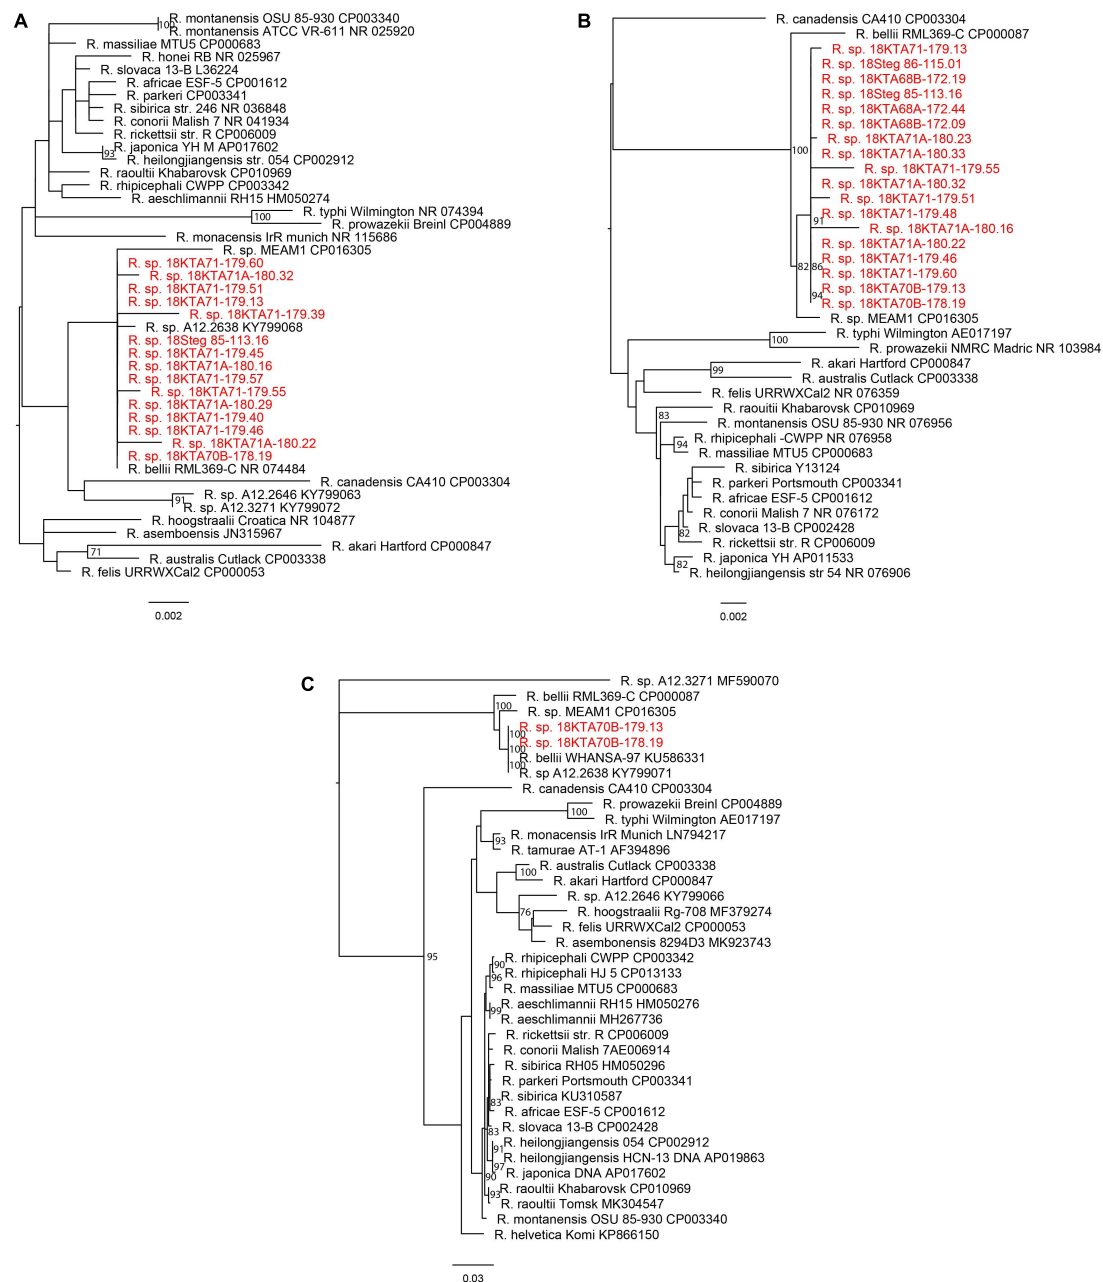 A
R. montanensis OSU 85-930 CP003340
100
R. montanensis ATCC VR-611 NR 025920
R. massiliae MTU5 CP000683
R. honei RB NR 025967
R. slovaca 13-B L36224
R. africae ESF-5 CP001612
R. parkeri CP003341
R. sibirica str. 246 NR 036848
R. conorii Malish 7 NR 041934
R. rickettsii str. R CP006009
R. japonica YH M AP017602
93
R. heilongjiangensis str. 054 CP002912
R. raoultii Khabarovsk CP010969
R. rhipicephali CWPP CP003342
R. aeschlimannii RH15 HM050274
R. typhi Wilmington NR 074394
100
R. prowazekii Breinl CP004889
R. monacensis IrR munich NR 115686
R. sp. MEAM1 CP016305
R. sp. 18KTA71-179.60
R. sp. 18KTA71A-180.32
R. sp. 18KTA71-179.51
R. sp. 18KTA71-179.13
R. sp. 18KTA71-179.39
R. sp. A12.2638 KY799068
R. sp. 18Steg 85-113.16
R. sp. 18KTA71-179.45
R. sp. 18KTA71A-180.16
R. sp. 18KTA71-179.57
R. sp. 18KTA71-179.55
R. sp. 18KTA71A-180.29
R. sp. 18KTA71-179.40
R. sp. 18KTA71-179.46
R. sp. 18KTA71A-180.22
R. sp. 18KTA70B-178.19
R. bellii RML369-C NR 074484
R. canadensis CA410 CP003304
R. sp. A12.2646 KY799063
91
R. sp. A12.3271 KY799072
R. hoogstraalii Croatica NR 104877
R. asemboensis JN315967
R. akari Hartford CP000847
71
R. australis Cutlack CP003338
R. felis URRWXCal2 CP000053
0.002
B
R. canadensis CA410 CP003304
R. bellii RML369-C CP000087
R. sp. 18KTA71-179.13
R. sp. 18Steg 86-115.01
R. sp. 18KTA68B-172.19
R. sp. 18Steg 85-113.16
R. sp. 18KTA68A-172.44
R. sp. 18KTA68B-172.09
R. sp. 18KTA71A-180.23
100
R. sp. 18KTA71A-180.33
R. sp. 18KTA71-179.55
R. sp. 18KTA71A-180.32
R. sp. 18KTA71-179.51
R. sp. 18KTA71-179.48
91
R. sp. 18KTA71A-180.16
R. sp. 18KTA71A-180.22
R. sp. 18KTA71-179.46
82 86
R. sp. 18KTA71-179.60
R. sp. 18KTA70B-179.13
94
R. sp. 18KTA70B-178.19
R. sp. MEAM1 CP016305
R. typhi Wilmington AE017197
100
R. prowazekii NMRC Madric NR 103984
R. akari Hartford CP000847
99
R. australis Cutlack CP003338
R. felis URRWXCal2 NR 076359
R. raouitii Khabarovsk CP010969
83
R. montanensis OSU 85-930 NR 076956
R. rhipicephali -CWPP NR 076958
94
R. massiliae MTU5 CP000683
R. sibirica Y13124
R. parkeri Portsmouth CP003341
R. africae ESF-5 CP001612
R. conorii Malish 7 NR 076172
R. slovaca 13-B CP002428
82
R. rickettsii str. R CP006009
R. japonica YH AP011533
82
R. heilongjiangensis str 54 NR 076906
0.002
C
R. sp. A12.3271 MF590070
R. bellii RML369-C CP000087
100
R. sp. MEAM1 CP016305
R. sp. 18KTA70B-179.13
100
R. sp. 18KTA70B-178.19
100
R. bellii WHANSA-97 KU586331
100
R. sp A12.2638 KY799071
R. canadensis CA410 CP003304
R. prowazekii Breinl CP004889
100
R. typhi Wilmington AE017197
R. monacensis IrR Munich LN794217
93
R. tamurae AT-1 AF394896
R. australis Cutlack CP003338
100
R. akari Hartford CP000847
R. sp. A12.2646 KY799066
76
R. hoogstraalii Rg-708 MF379274
R. felis URRWXCal2 CP000053
R. asembonensis 8294D3 MK923743
95
R. rhipicephali CWPP CP003342
90
R. rhipicephali HJ 5 CP013133
96
R. massiliae MTU5 CP000683
R. aeschlimannii RH15 HM050276
99
R. aeschlimannii MH267736
R. rickettsii str. R CP006009
R. conorii Malish 7AE006914
R. sibirica RH05 HM050296
R. parkeri Portsmouth CP003341
R. sibirica KU310587
83
R. africae ESF-5 CP001612
R. slovaca 13-B CP002428
83
R. heilongjiangensis 054 CP002912
91
R. heilongjiangensis HCN-13 DNA AP019863
97
R. japonica DNA AP017602
90
R. raoultii Khabarovsk CP010969
93
R. raoultii Tomsk MK304547
R. montanensis OSU 85-930 CP003340
R. helvetica Komi KP866150
0.03